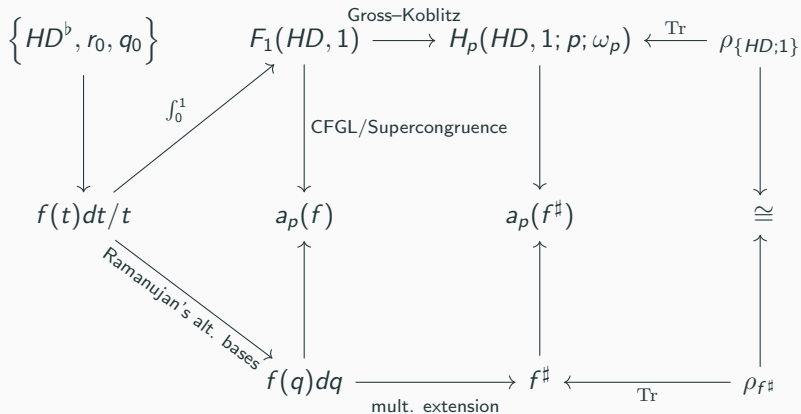 Gross–Koblitz
{HD♭, r₀, q₀} F₁(HD, 1) H_p(HD, 1; p; ω_p) Tr ρ_{HD;1}
∫₀¹
CFGL/Supercongruence
f(t)dt/t a_p(f) a_p(f♯) ≅
Ramanujan's alt. bases
f(q)dq f♯ Tr ρ_{f♯}
mult. extension